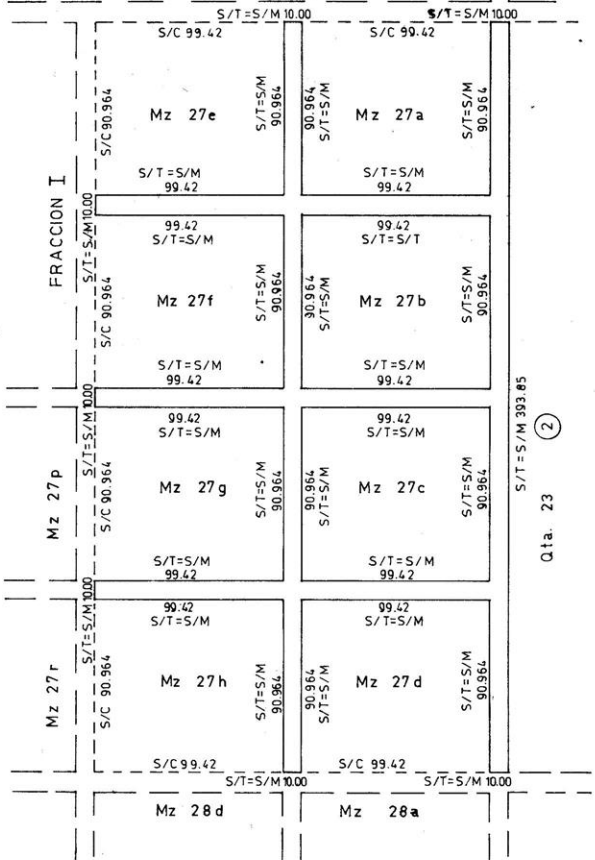 S/T=S/M 10.00
S/T=S/M 10.00
S/C 99.42
S/C 99.42
S/C 90.964
Mz 27e
S/T=S/M
90.964
90.964
S/T=S/M
Mz 27a
S/T=S/M
90.964
S/T=S/M
99.42
S/T=S/M
99.42
FRACCION I
S/T=S/M 10.00
99.42
S/T=S/M
99.42
S/T=S/T
S/C 90.964
Mz 27f
S/T=S/M
90.964
90.964
S/T=S/M
Mz 27b
S/T=S/M
90.964
S/T=S/M
99.42
S/T=S/M
99.42
S/T=S/M 393.85
Qta. 23 2
Mz 27p
S/T=S/M 10.00
99.42
S/T=S/M
99.42
S/T=S/M
S/C 90.964
Mz 27g
S/T=S/M
90.964
90.964
S/T=S/M
Mz 27c
S/T=S/M
90.964
S/T=S/M
99.42
S/T=S/M
99.42
Mz 27r
S/T=S/M 10.00
99.42
S/T=S/M
99.42
S/T=S/M
S/C 90.964
Mz 27h
S/T=S/M
90.964
90.964
S/T=S/M
Mz 27d
S/T=S/M
90.964
S/C 99.42
S/C 99.42
S/T=S/M 10.00
S/T=S/M 10.00
Mz 28d
Mz 28a